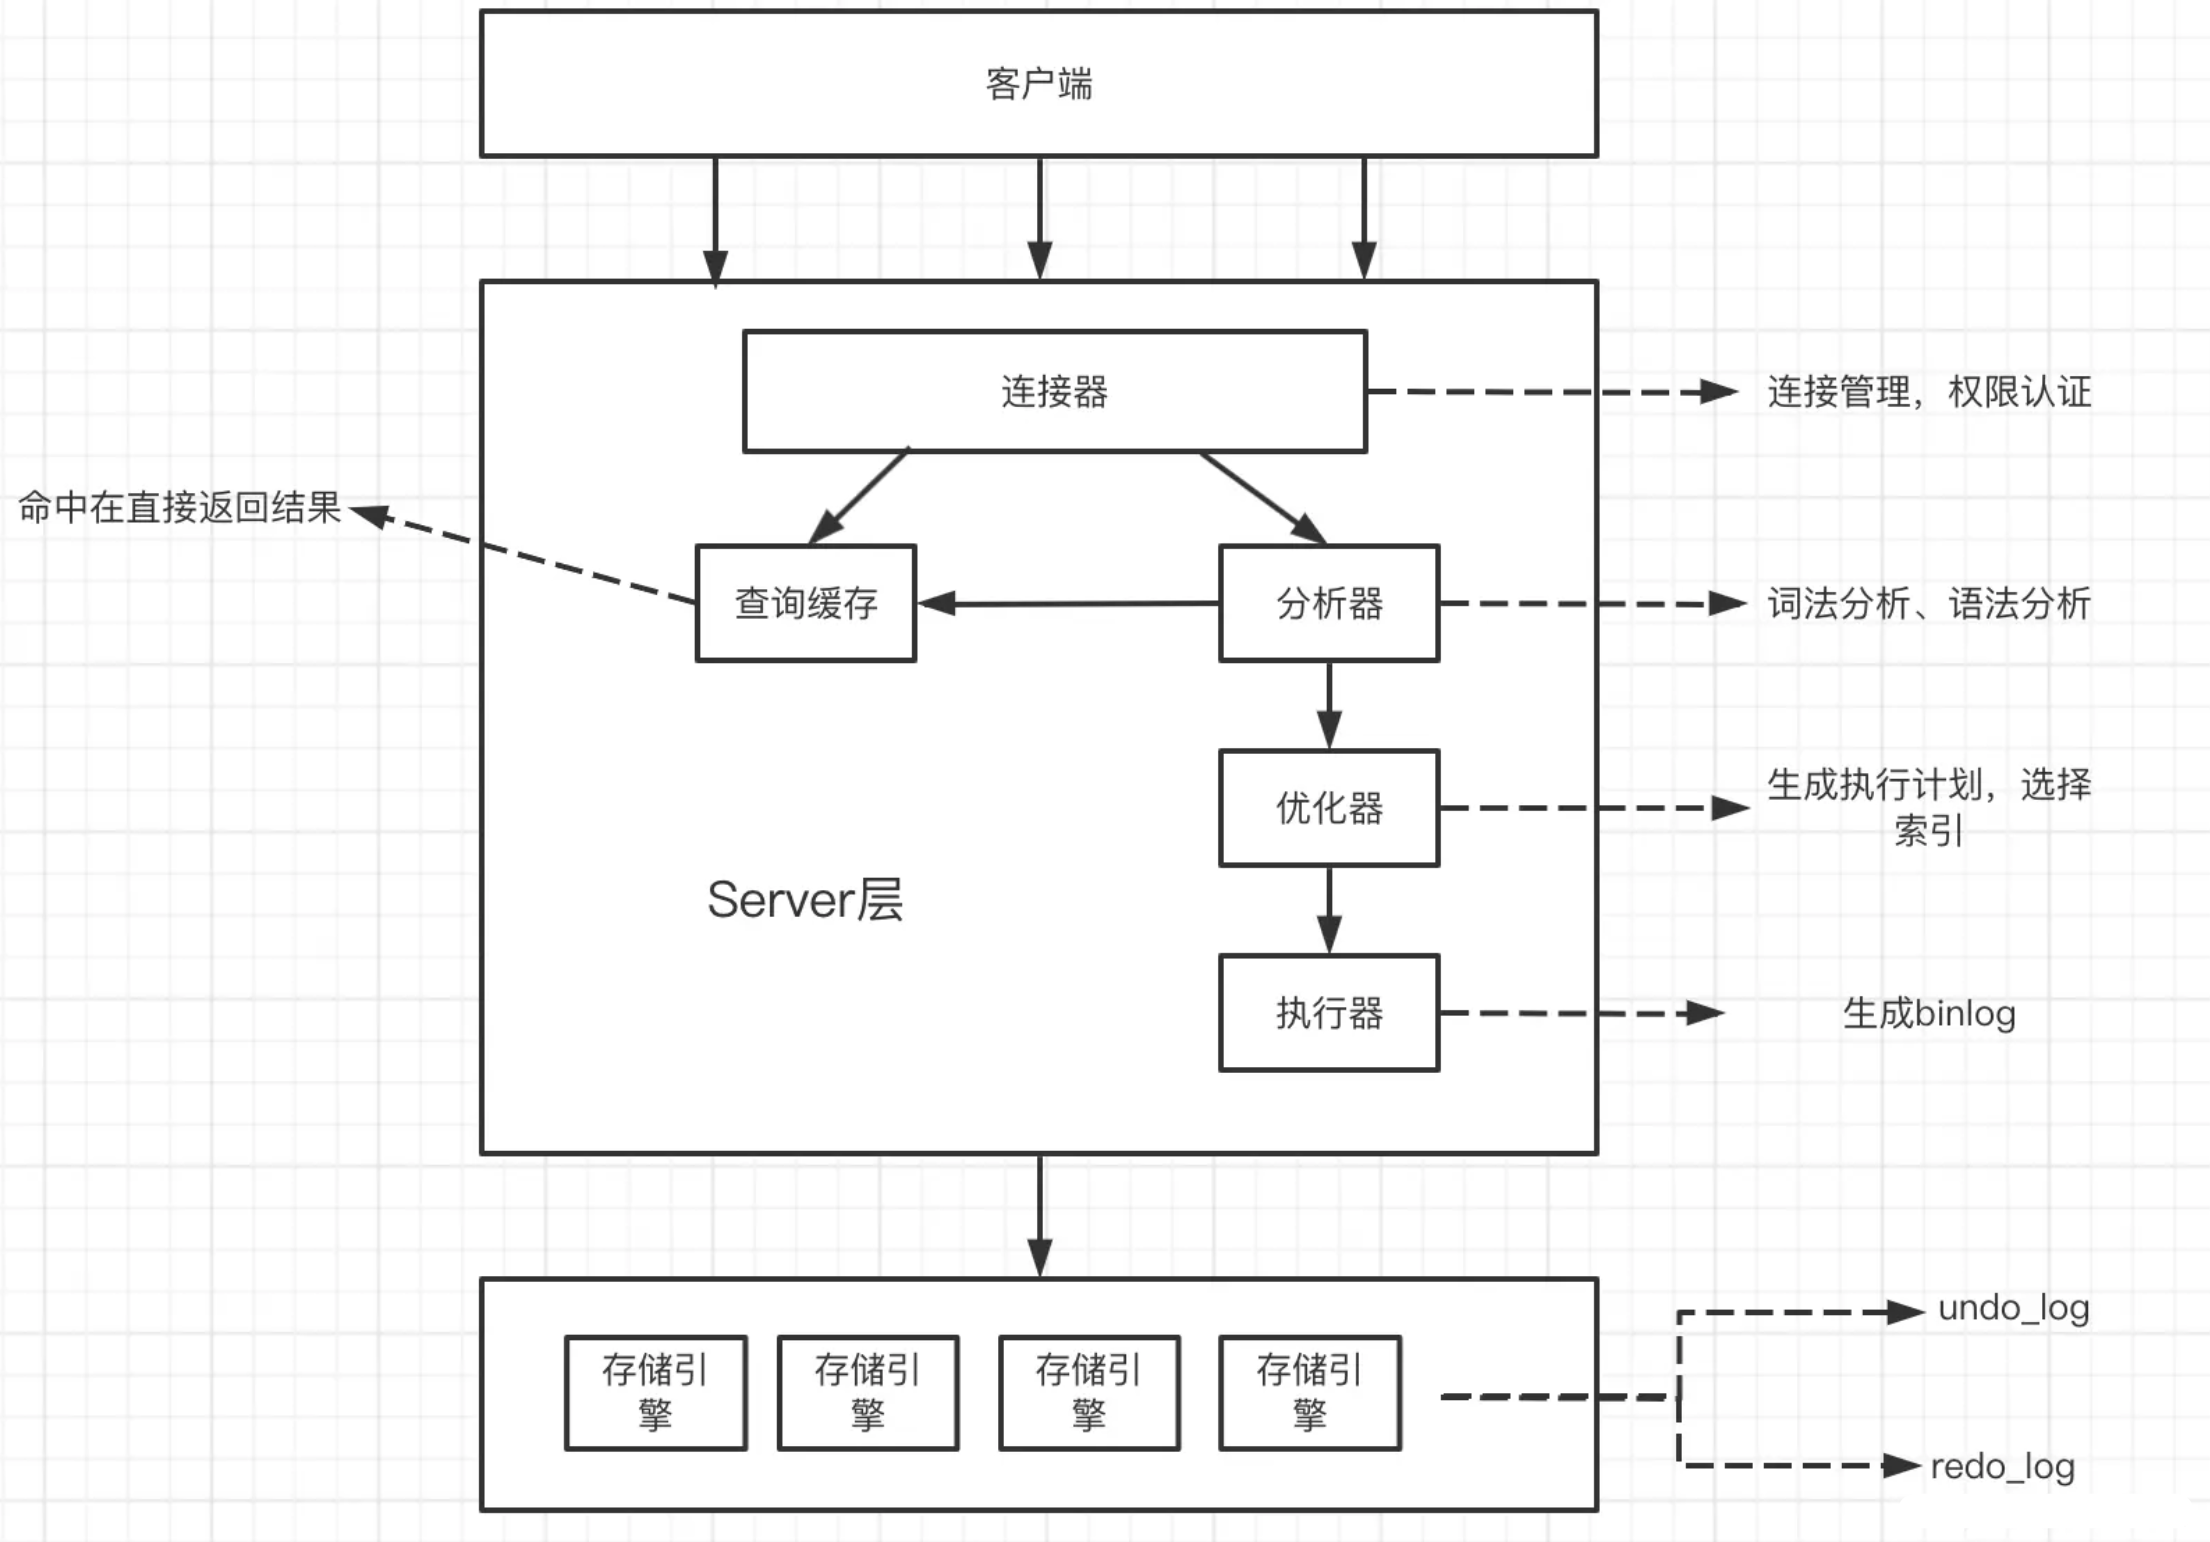 客户端
连接器
连接管理，权限认证
命中在直接返回结果
查询缓存
分析器
词法分析、语法分析
优化器
生成执行计划，选择
索引
Server层
执行器
生成binlog
存储引
擎
存储引
擎
存储引
擎
存储引
擎
undo_log
redo_log